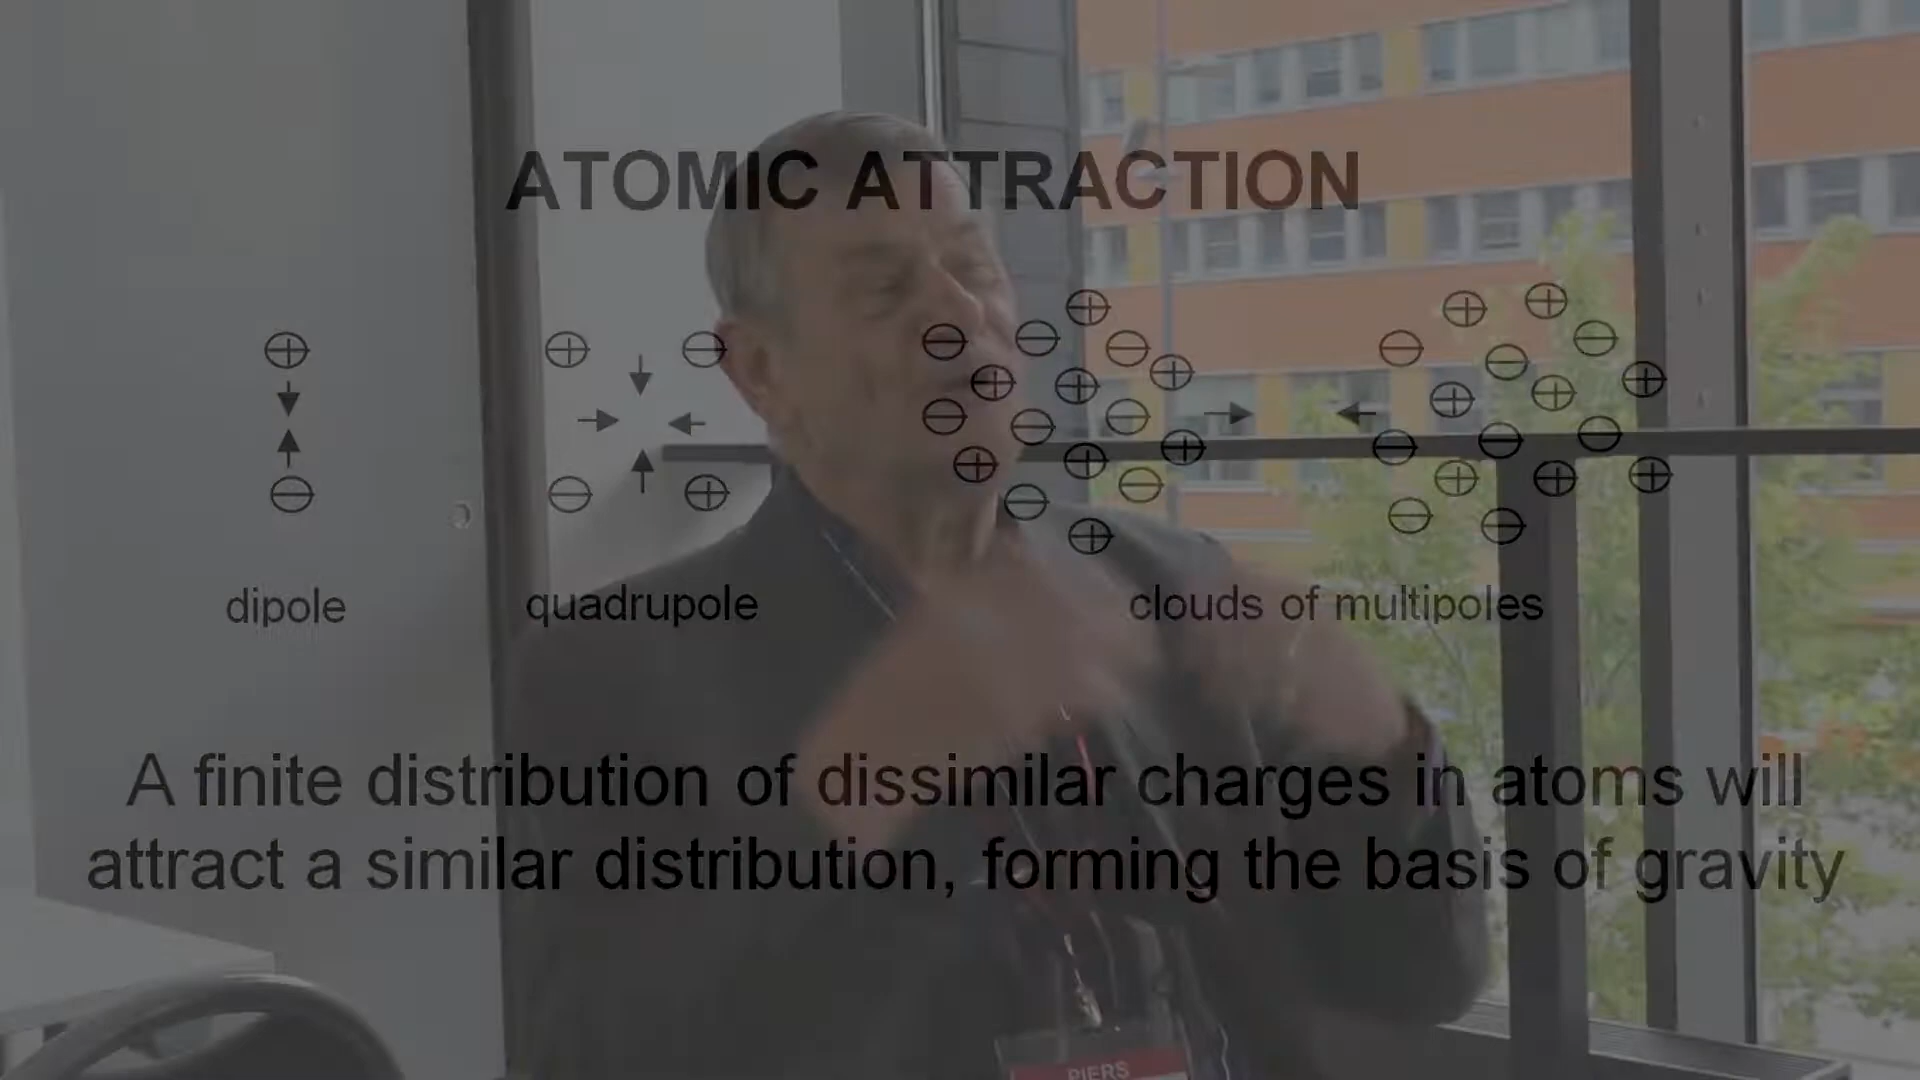 ATOMIC ATTRACTION
dipole
quadrupole
clouds of multipoles
A finite distribution of dissimilar charges in atoms will
attract a similar distribution, forming the basis of gravity
PIERS